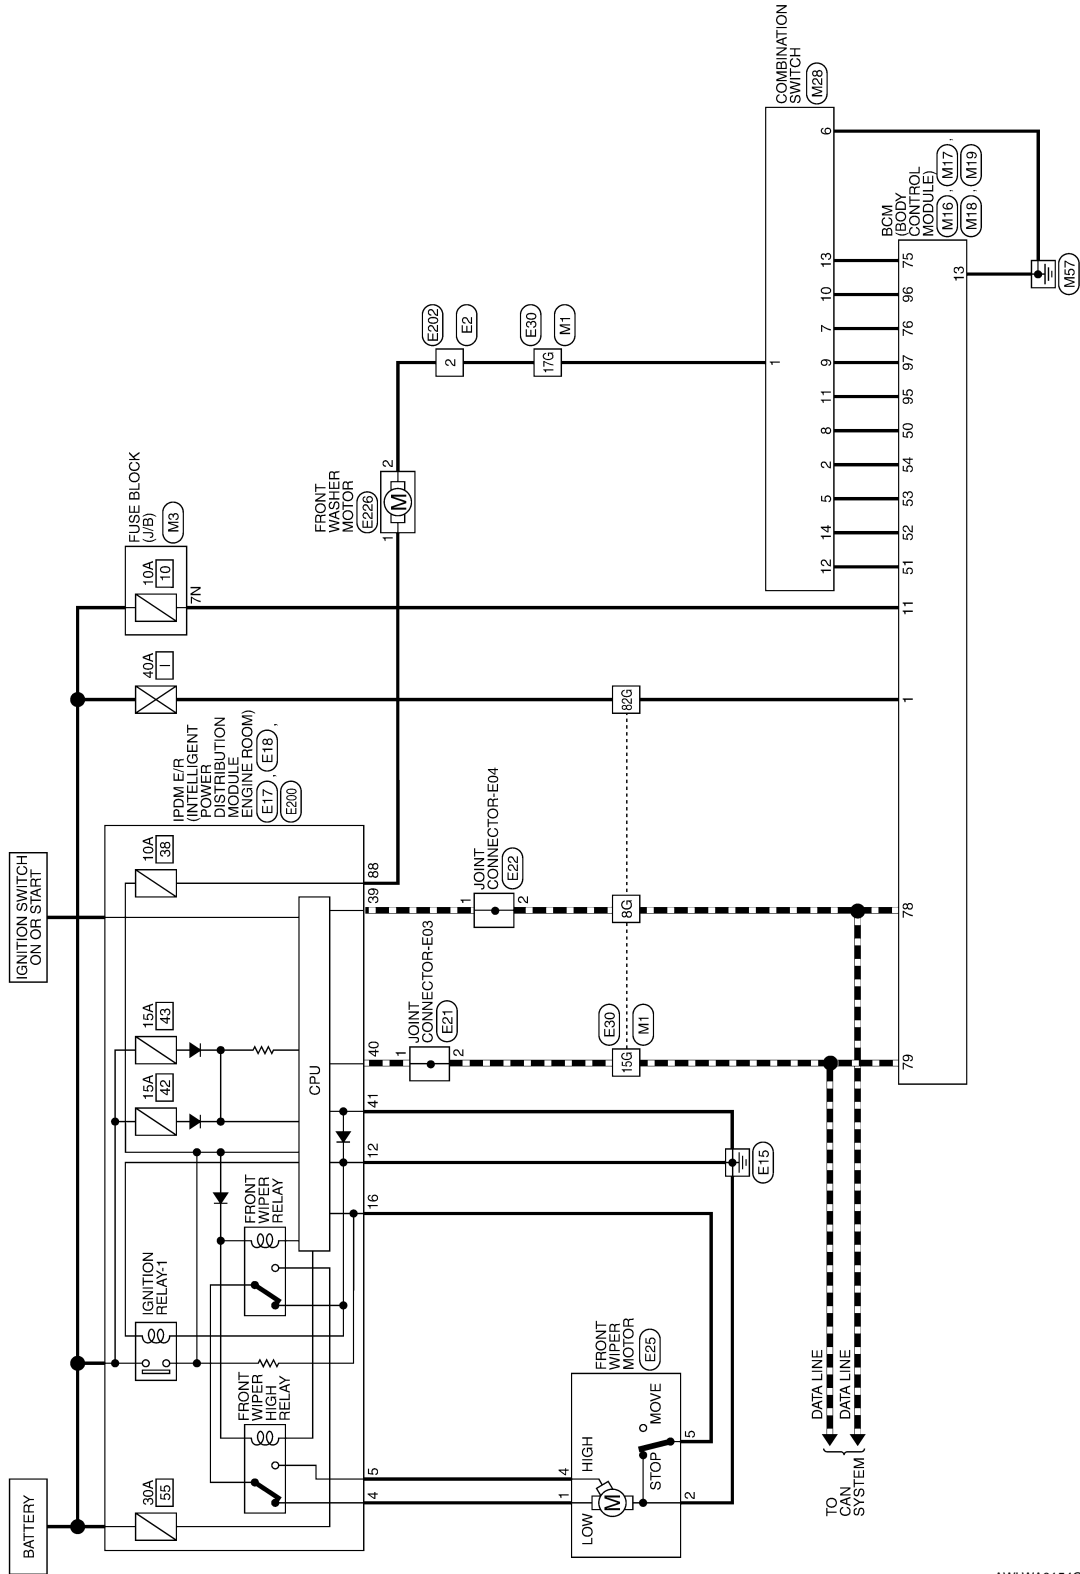 BATTERY
IGNITION SWITCH
ON OR START
30A
55
FRONT
WIPER
HIGH
RELAY
IGNITION
RELAY-1
FRONT
WIPER
RELAY
15A
42
15A
43
10A
38
CPU
IPDM E/R
(INTELLIGENT
POWER
DISTRIBUTION
MODULE
ENGINE ROOM)
E17 , E18 ,
E200
40A
I
FUSE BLOCK
(J/B)
M3
10A
10
7N
4
5
16
12
41
40
39
88
FRONT
WASHER
MOTOR
E226
1
M
2
E202
E2
2
E30
M1
17G
JOINT
CONNECTOR-E03
E21
1
2
JOINT
CONNECTOR-E04
E22
1
2
E30
M1
15G
8G
82G
FRONT
WIPER
MOTOR
E25
LOW
HIGH
STOP
MOVE
M
1
4
2
5
E15
COMBINATION
SWITCH
M28
1
6
12
14
5
2
8
11
9
7
10
13
BCM
(BODY
CONTROL
MODULE)
M16 , M17 ,
M18 , M19
79
78
1
11
51
52
53
54
50
95
97
76
96
75
13
M57
DATA LINE
DATA LINE
TO
CAN
SYSTEM